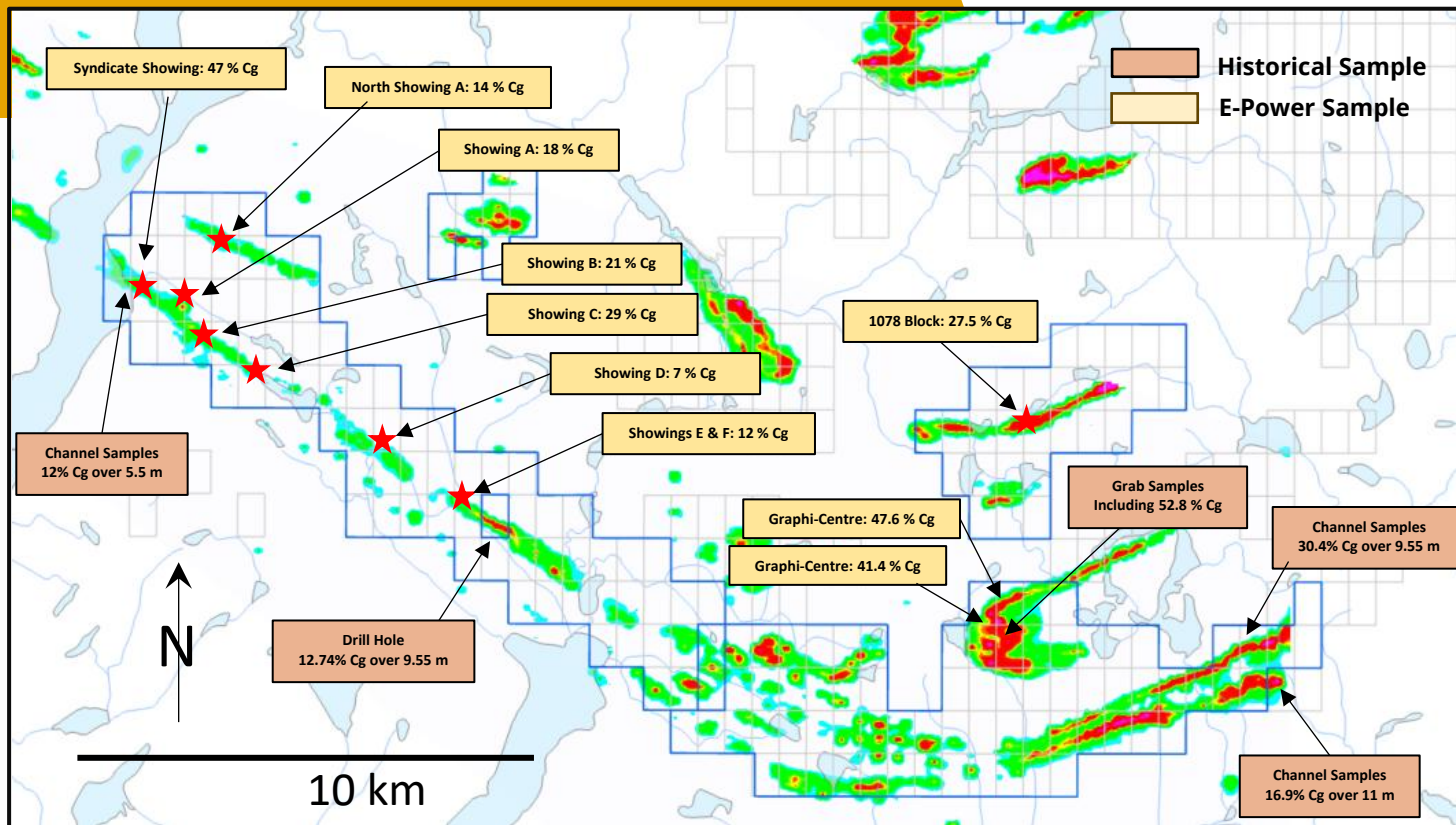 Syndicate Showing: 47 % Cg
North Showing A: 14 % Cg
Showing A: 18 % Cg
Historical Sample
E-Power Sample
Showing B: 21 % Cg
Showing C: 29 % Cg
1078 Block: 27.5 % Cg
Showing D: 7 % Cg
Showings E & F: 12 % Cg
Channel Samples
12% Cg over 5.5 m
Grab Samples
Including 52.8 % Cg
Graphi-Centre: 47.6 % Cg
Graphi-Centre: 41.4 % Cg
Channel Samples
30.4% Cg over 9.55 m
N
Drill Hole
12.74% Cg over 9.55 m
10 km
Channel Samples
16.9% Cg over 11 m